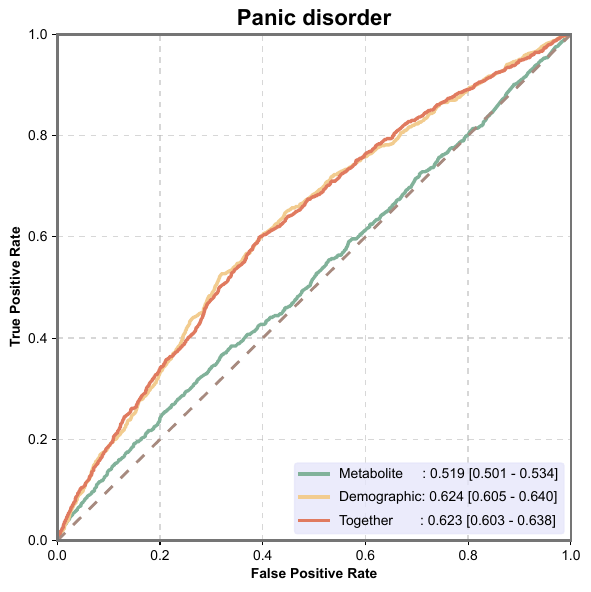 Panic disorder
1.0
0.8
0.6
0.4
0.2
0.0
True Positive Rate
Metabolite : 0.519 [0.501 - 0.534]
Demographic: 0.624 [0.605 - 0.640]
Together : 0.623 [0.603 - 0.638]
0.0 0.2 0.4 0.6 0.8 1.0
False Positive Rate